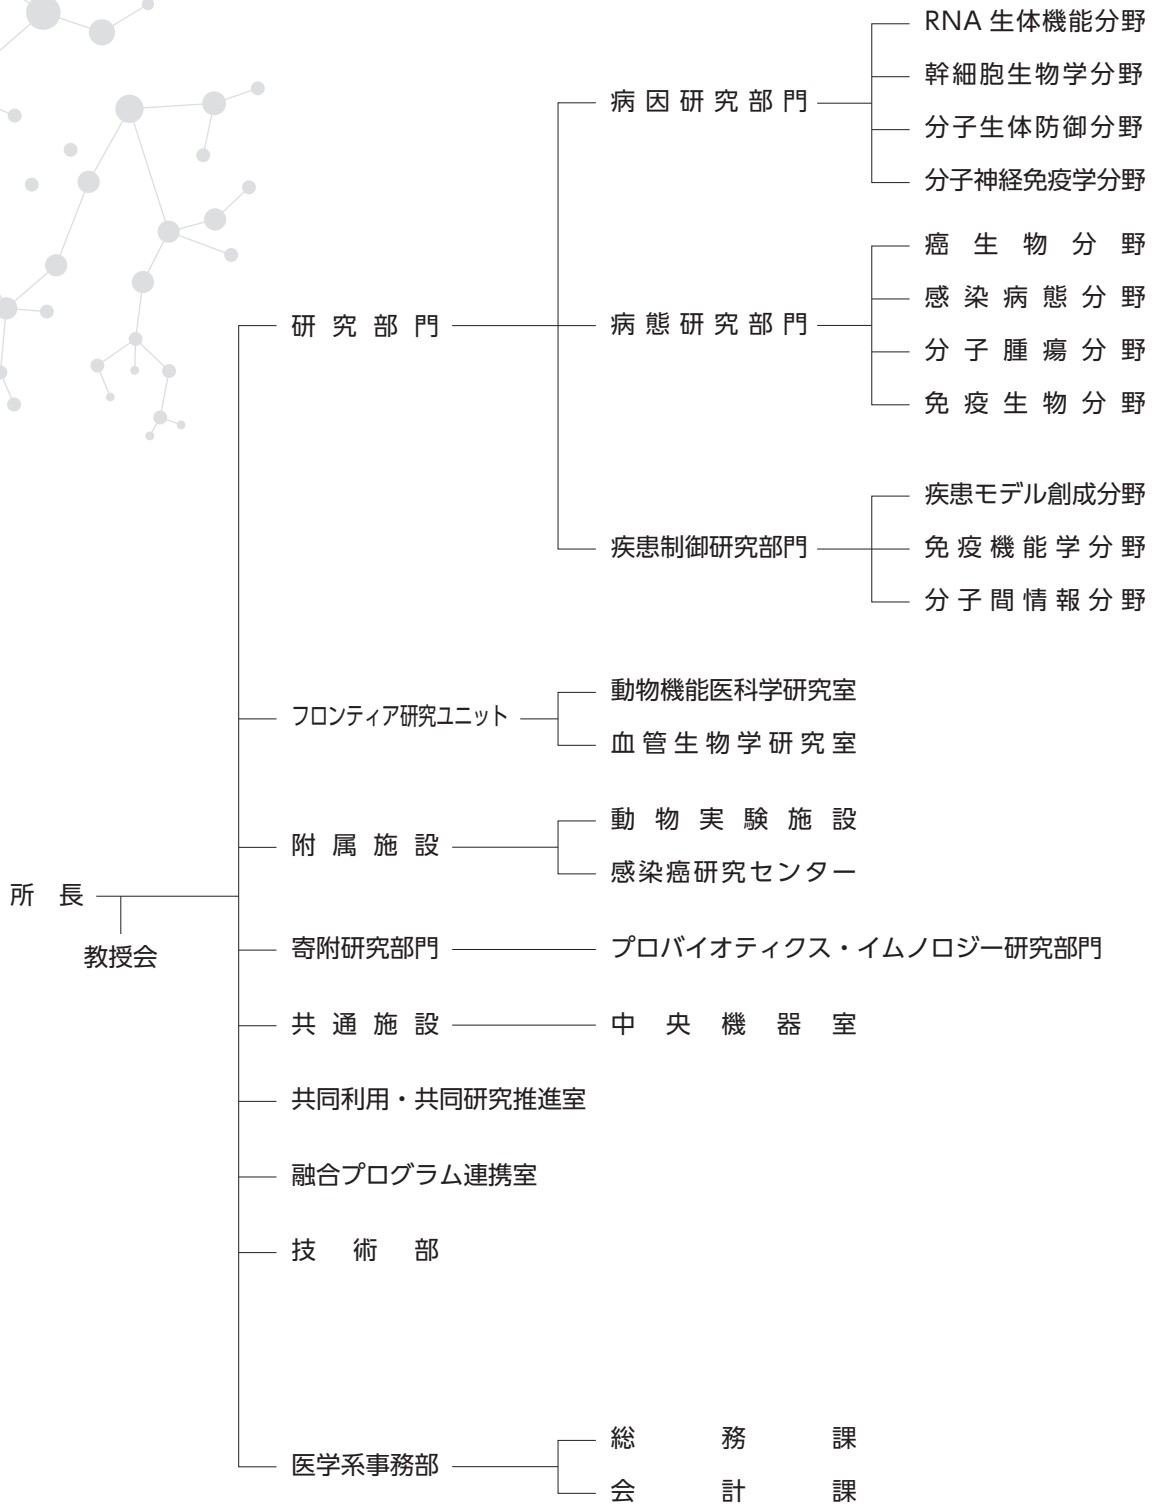 RNA 生体機能分野
幹細胞生物学分野
病因研究部門
分子生体防御分野
分子神経免疫学分野
癌生物分野
感染病態分野
研究部門
病態研究部門
分子腫瘍分野
免疫生物分野
疾患モデル創成分野
疾患制御研究部門
免疫機能学分野
分子間情報分野
フロンティア研究ユニット
動物機能医科学研究室
血管生物学研究室
附属施設
動物実験施設
感染癌研究センター
所長
教授会
寄附研究部門
プロバイオティクス・イムノロジー研究部門
共通施設
中央機器室
共同利用・共同研究推進室
融合プログラム連携室
技術部
医学系事務部
総務課
会計課